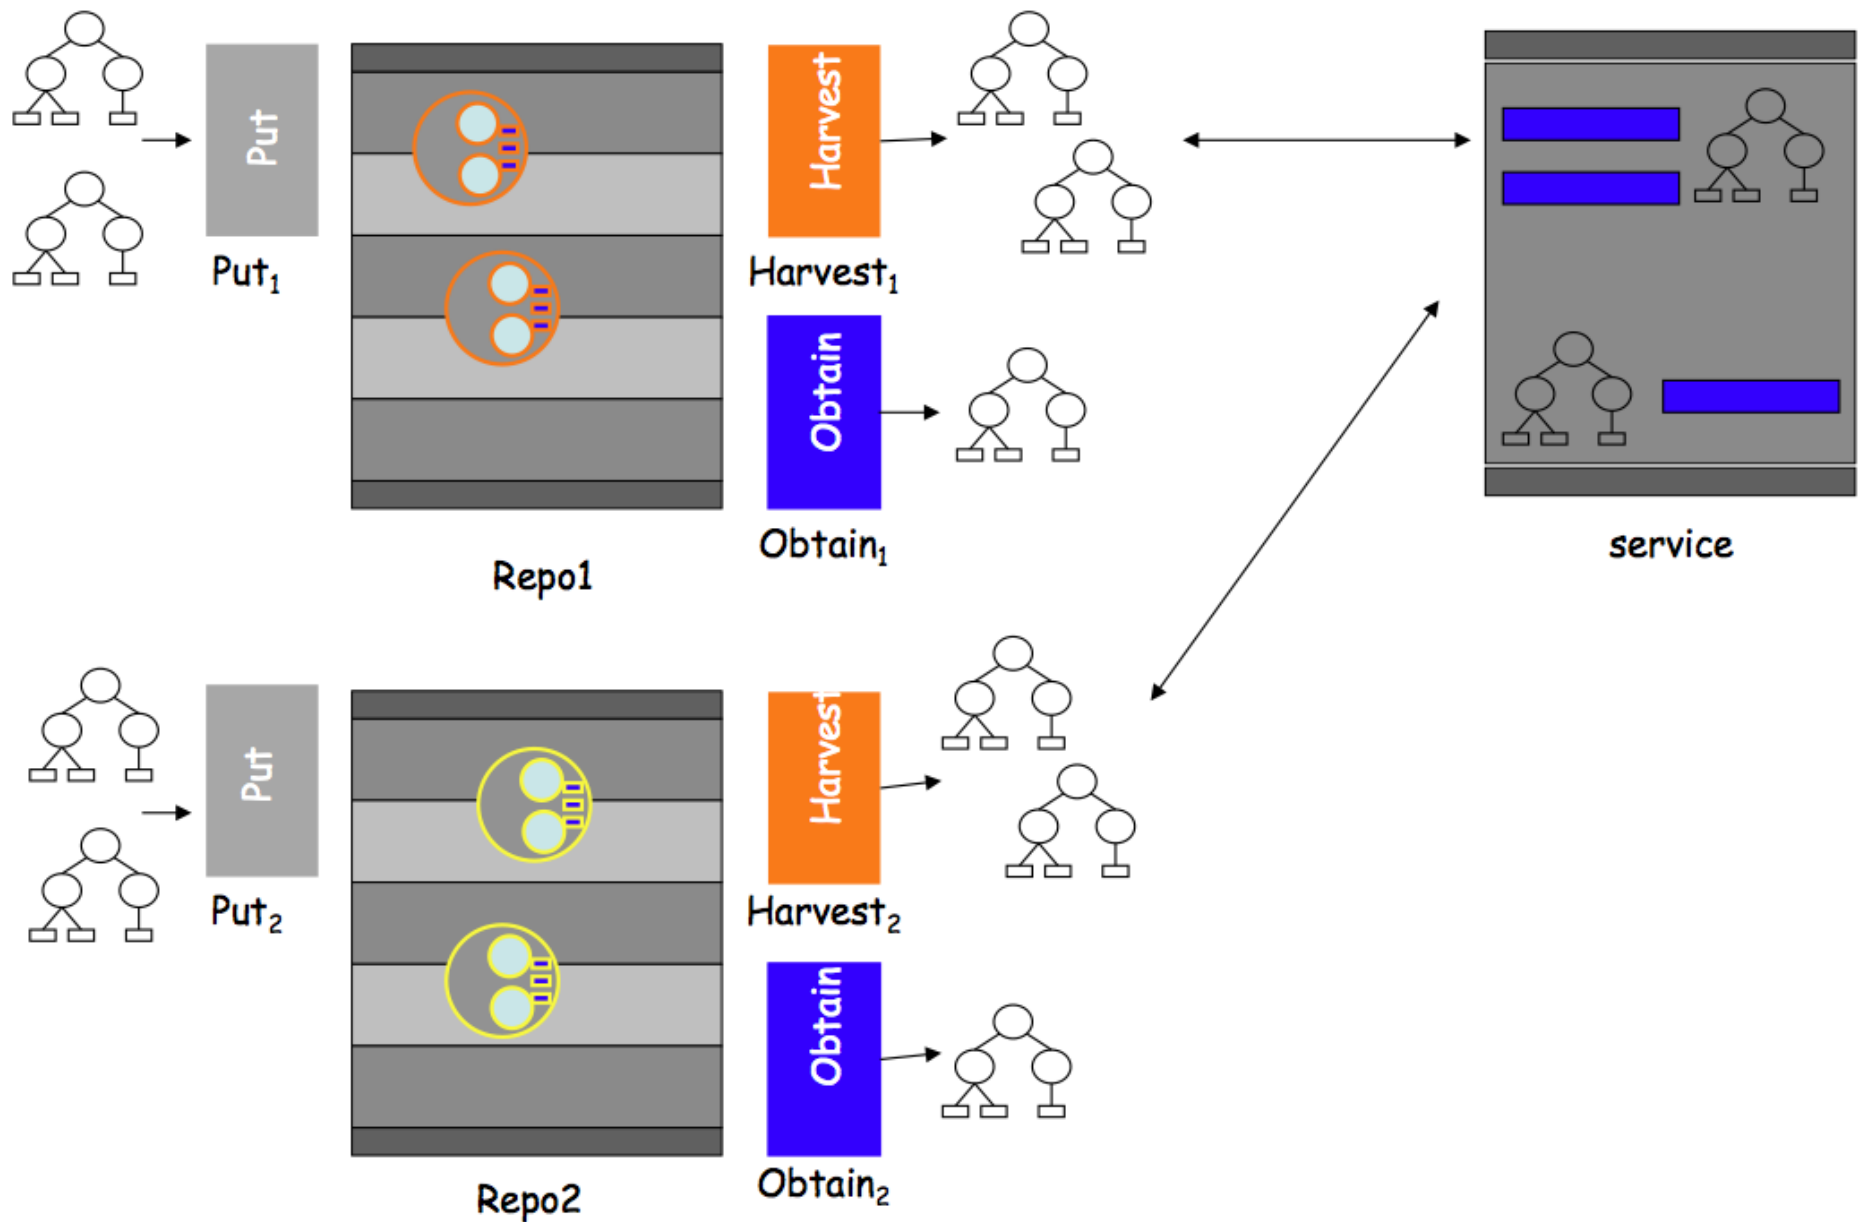 Put
Harvest
Put₁
Harvest₁
Obtain
Obtain₁
service
Repo1
Put
Harvest
Put₂
Harvest₂
Obtain
Obtain₂
Repo2